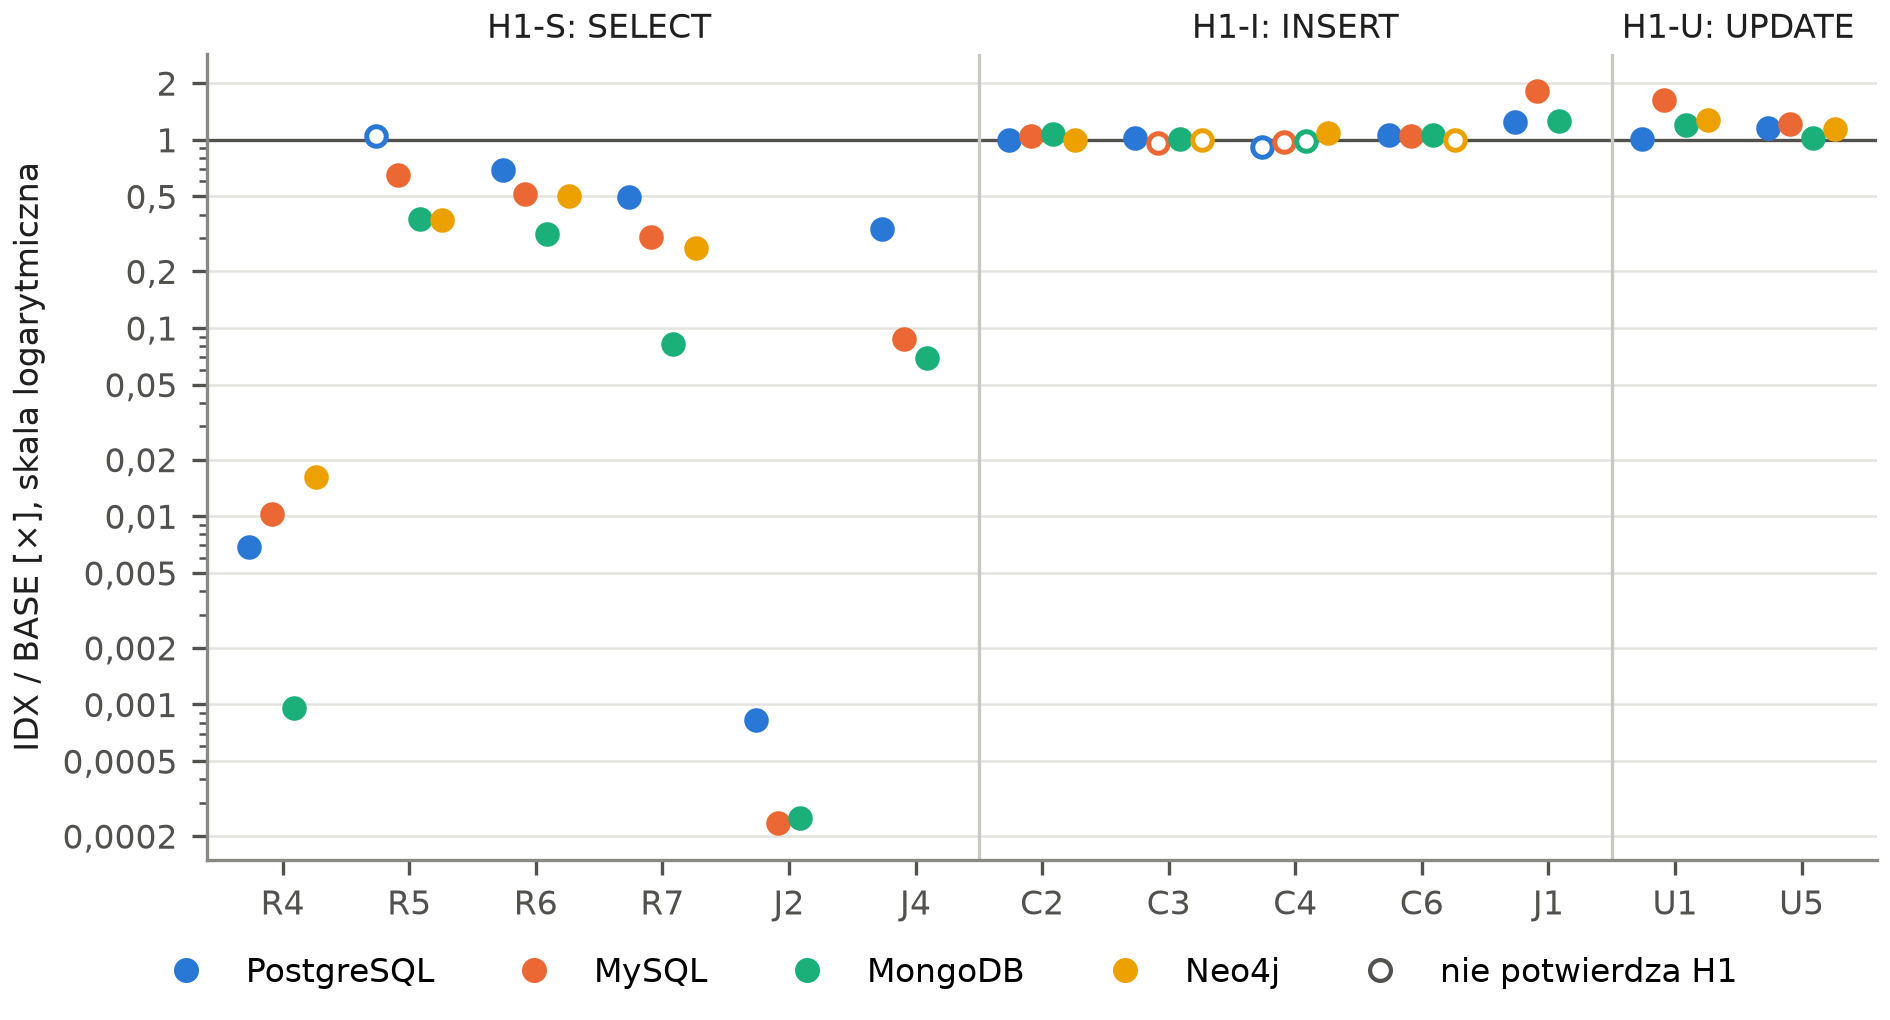 H1-S: SELECT
H1-I: INSERT
H1-U: UPDATE
IDX / BASE [×], skala logarytmiczna
2
1
0,5
0,2
0,1
0,05
0,02
0,01
0,005
0,002
0,001
0,0005
0,0002
R4 R5 R6 R7 J2 J4 C2 C3 C4 C6 J1 U1 U5
PostgreSQL MySQL MongoDB Neo4j nie potwierdza H1